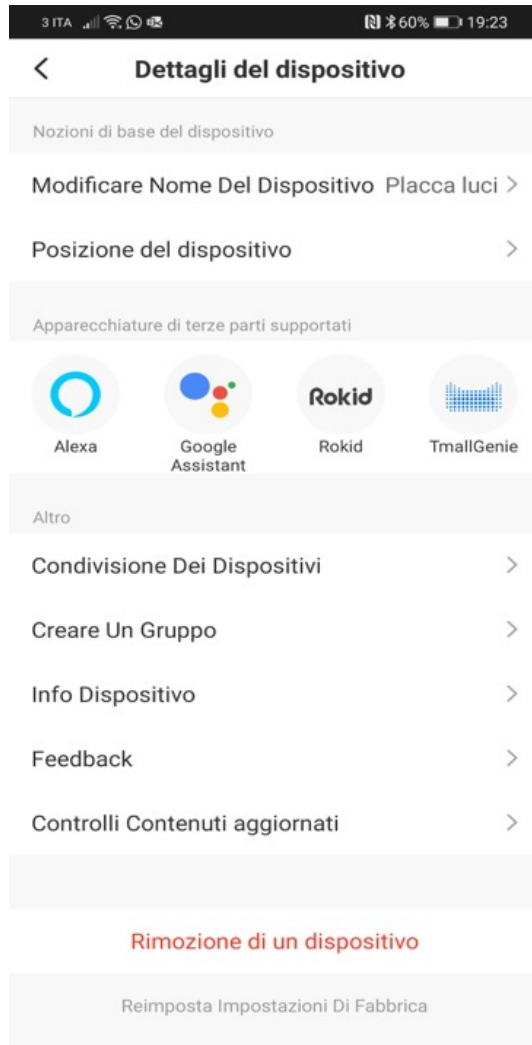 3 ITA 60% 19:23
Dettagli del dispositivo
Nozioni di base del dispositivo
Modificare Nome Del Dispositivo Placca luci
Posizione del dispositivo
Apparecchiature di terze parti supportati
Rokid
Alexa Google Assistant Rokid TmallGenie
Altro
Condivisione Dei Dispositivi
Creare Un Gruppo
Info Dispositivo
Feedback
Controlli Contenuti aggiornati
Rimozione di un dispositivo
Reimposta Impostazioni Di Fabbrica